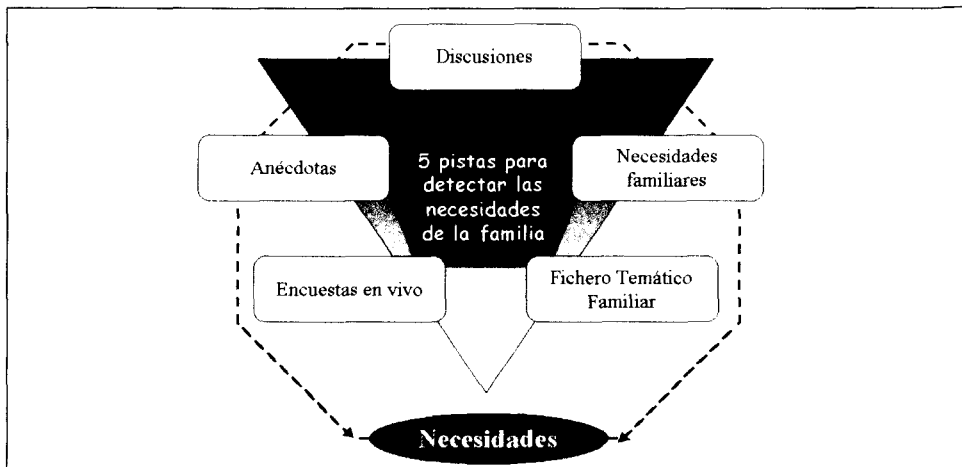 Discusiones
Anécdotas
5 pistas para
detectar las
necesidades
de la familia
Necesidades
familiares
Encuestas en vivo
Fichero Temático
Familiar
Necesidades